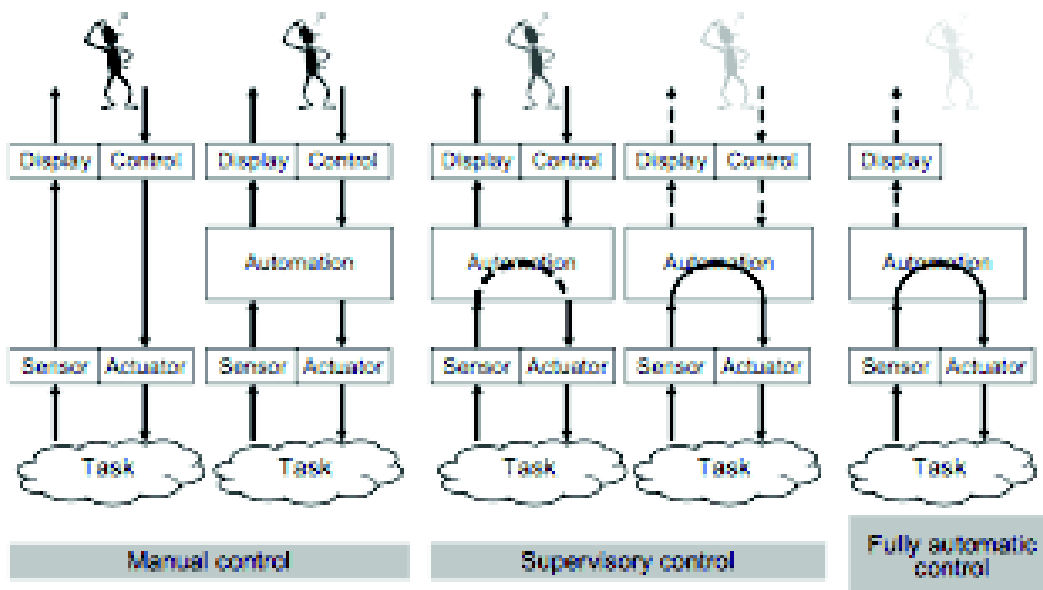 Display Control Display Control Display Control Display Control Display
Automation Automation Automation Automation
Sensor Actuator Sensor Actuator Sensor Actuator Sensor Actuator Sensor Actuator
Task Task Task Task Task
Manual control Supervisory control Fully automatic
control